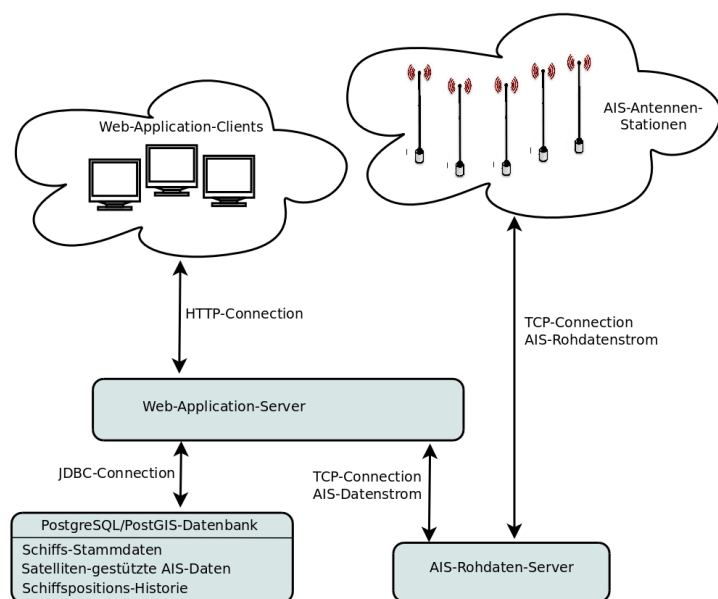 Web-Application-Clients
AIS-Antennen-
Stationen
HTTP-Connection
TCP-Connection
AIS-Rohdatenstrom
Web-Application-Server
JDBC-Connection
TCP-Connection
AIS-Datenstrom
PostgreSQL/PostGIS-Datenbank
Schiffs-Stammdaten
Satelliten-gestützte AIS-Daten
Schiffspositions-Historie
AIS-Rohdaten-Server